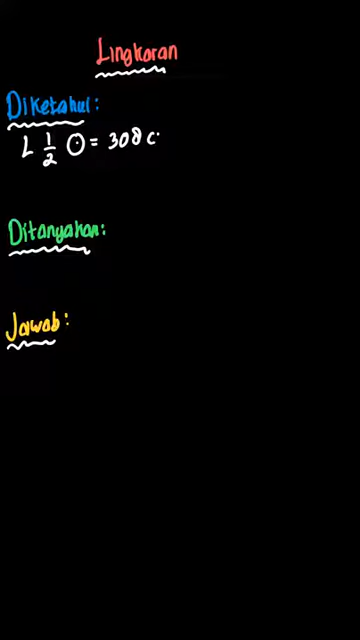 Lingkaran
Diketahui:
L 1/2 ⊙ = 308 c
Ditanyakan:
Jawab: